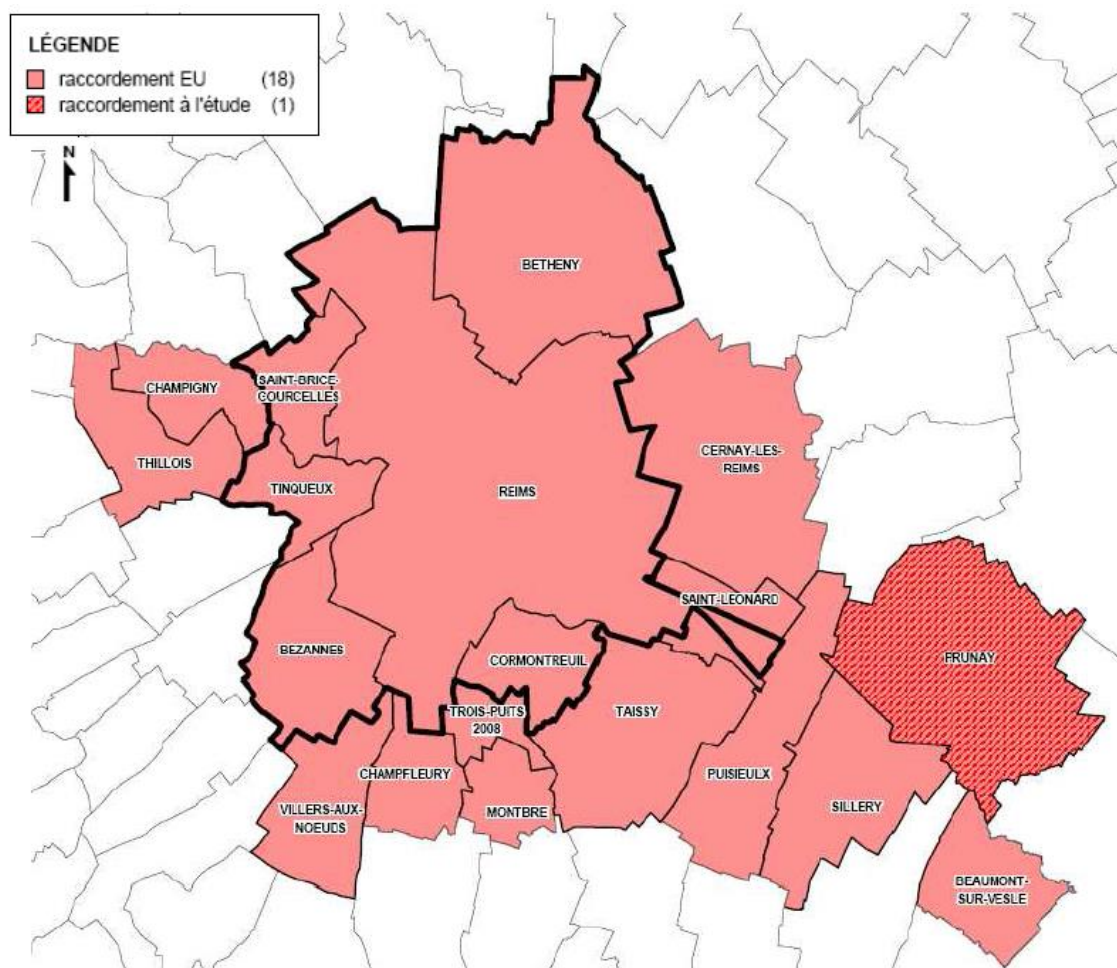 LÉGENDE
raccordement EU (18)
raccordement à l'étude (1)
N
BETHENY
CHAMPIGNY
SAINT-BRICE-
COURCELLES
CERNAY-LES-
REIMS
THILLOIS
TINQUEUX
REIMS
SAINT-LEONARD
BEZANNES
CORMONTREUIL
PRUNAY
TROIS-PUITS
2008
TAISSY
CHAMPFLEURY
PUISIEULX
VILLERS-AUX-
NOEUDS
MONTBRE
SILLERY
BEAUMONT-
SUR-VESLE